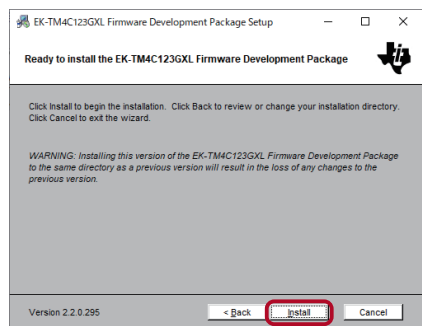 EK-TM4C123GXL Firmware Development Package Setup
Ready to install the EK-TM4C123GXL Firmware Development Package
Click Install to begin the installation. Click Back to review or change your installation directory.
Click Cancel to exit the wizard.
WARNING: Installing this version of the EK-TM4C123GXL Firmware Development Package
to the same directory as a previous version will result in the loss of any changes to the
previous version.
Version 2.2.0.295
< Back
Install
Cancel